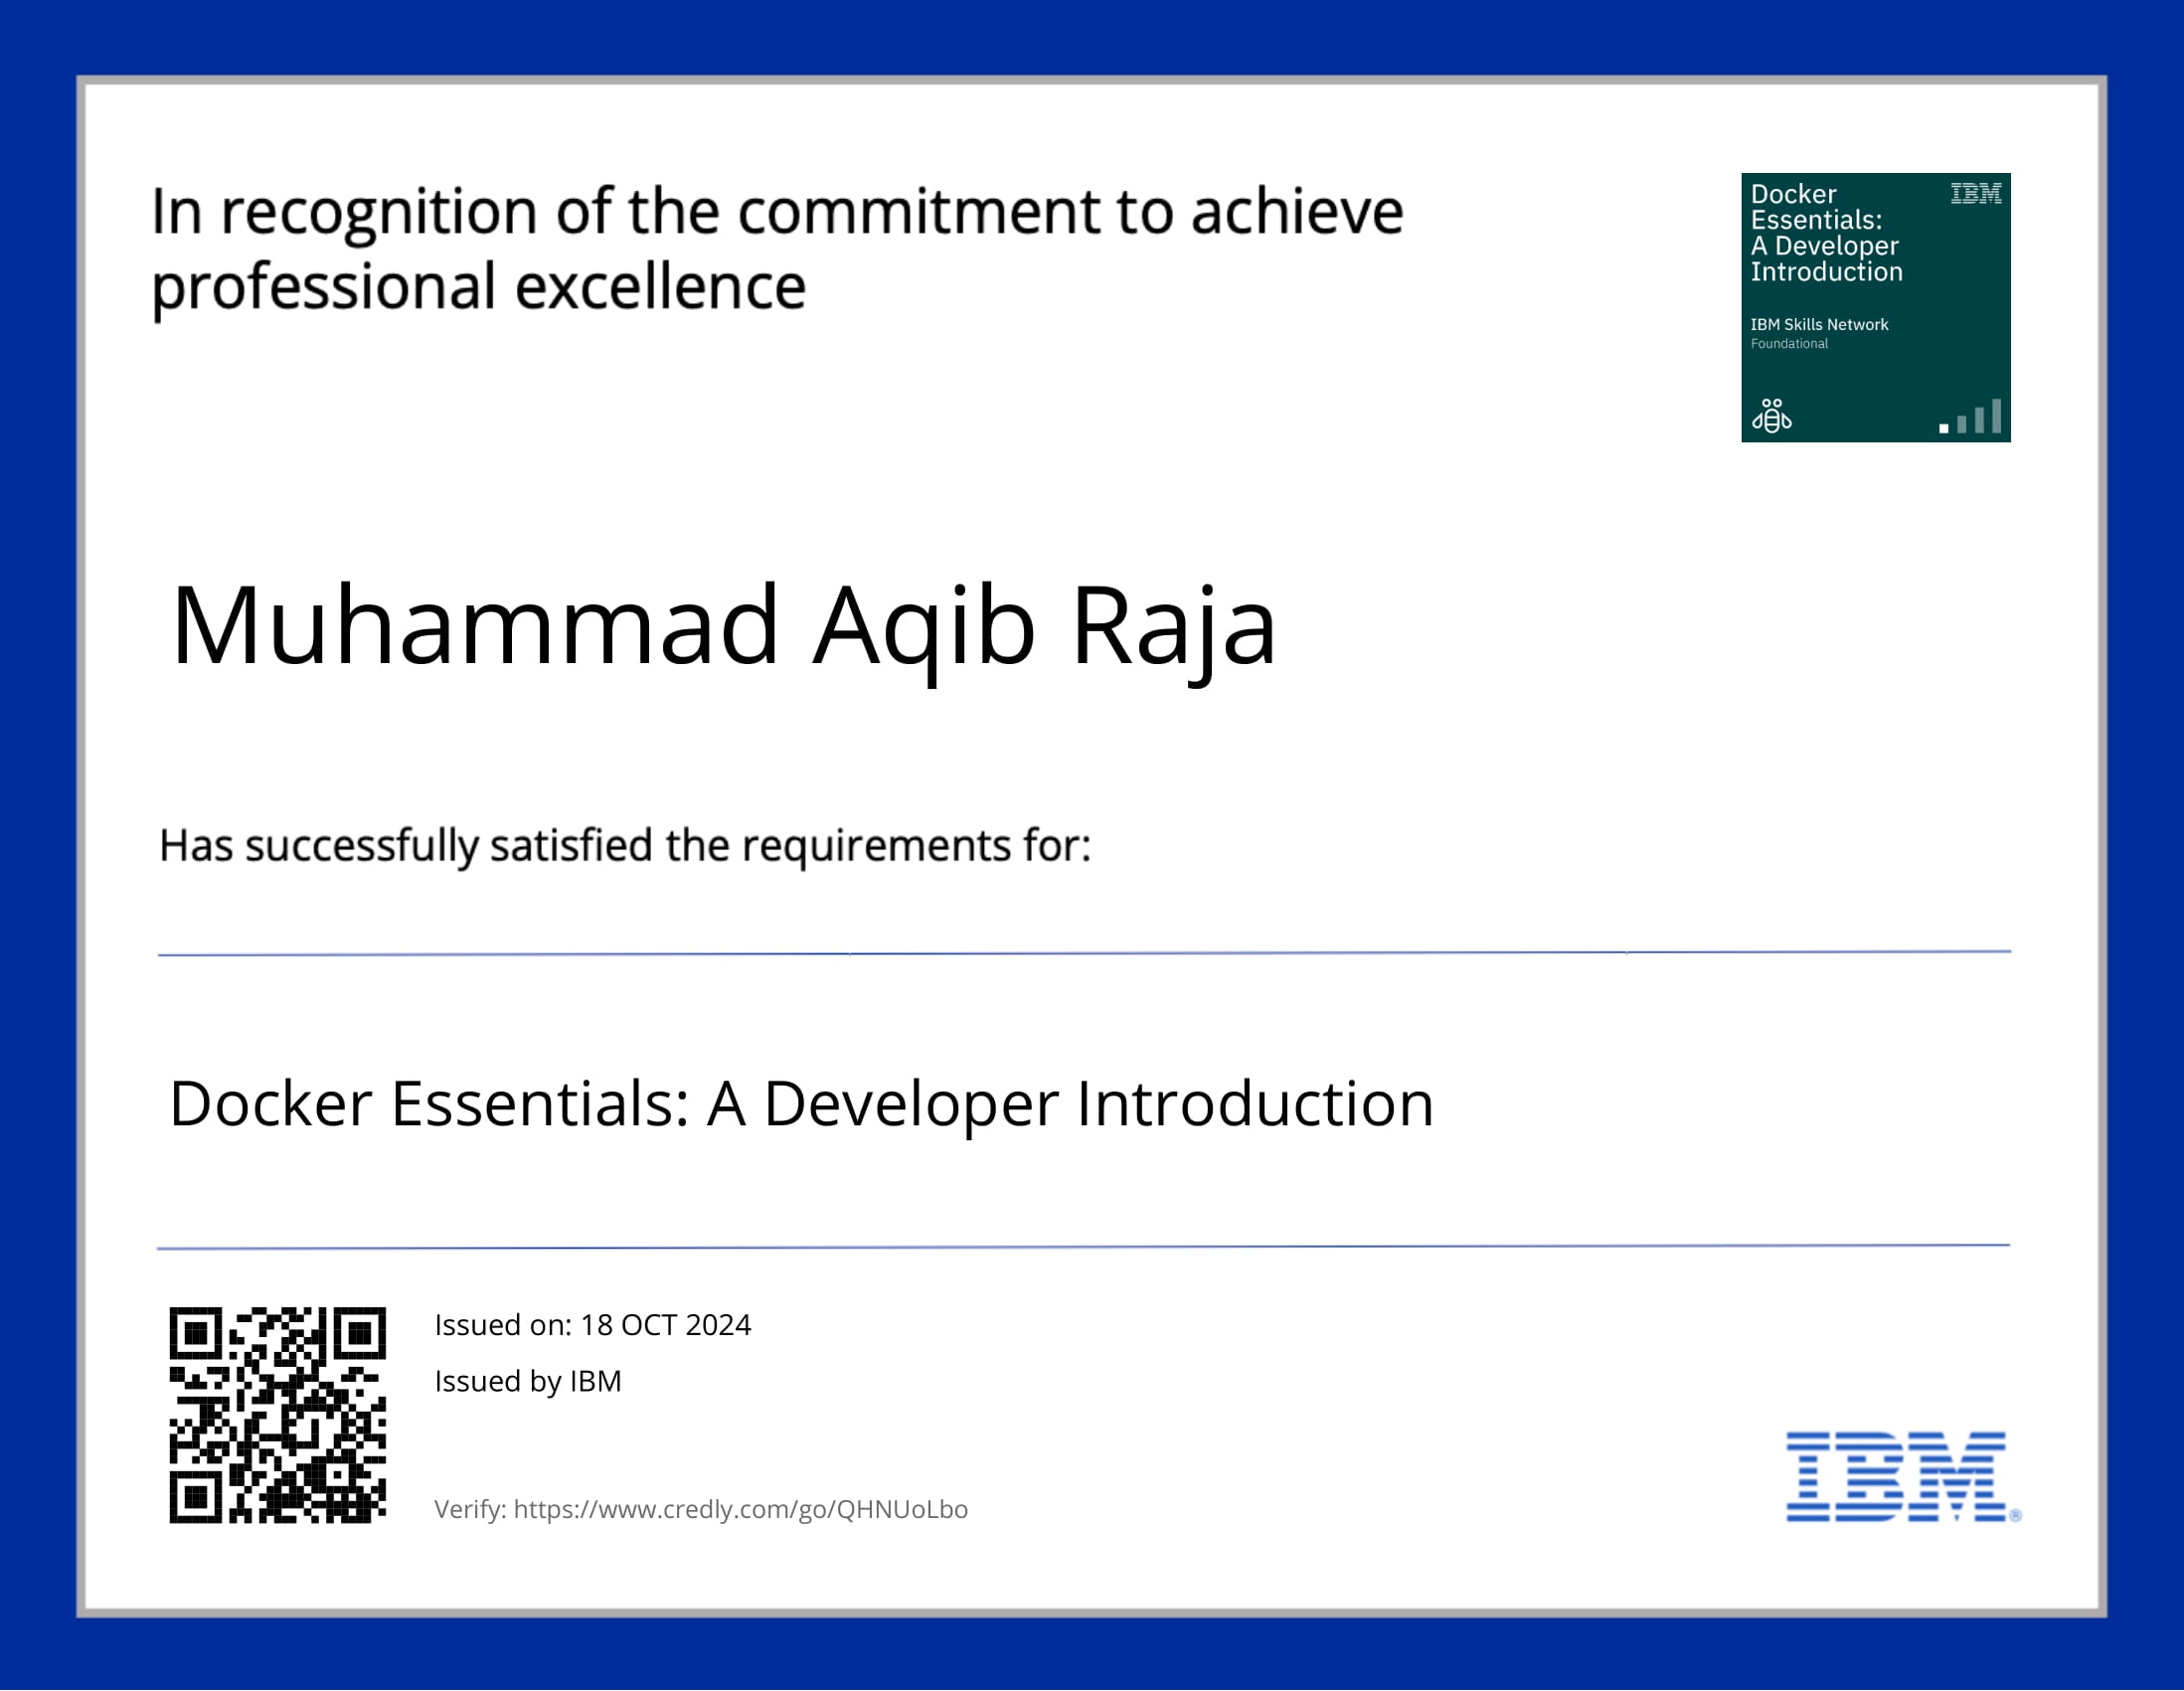 In recognition of the commitment to achieve
professional excellence
Docker
Essentials:
A Developer
Introduction
IBM
IBM Skills Network
Foundational
Muhammad Aqib Raja
Has successfully satisfied the requirements for:
Docker Essentials: A Developer Introduction
Issued on: 18 OCT 2024
Issued by IBM
Verify: https://www.credly.com/go/QHNUoLbo
IBM®